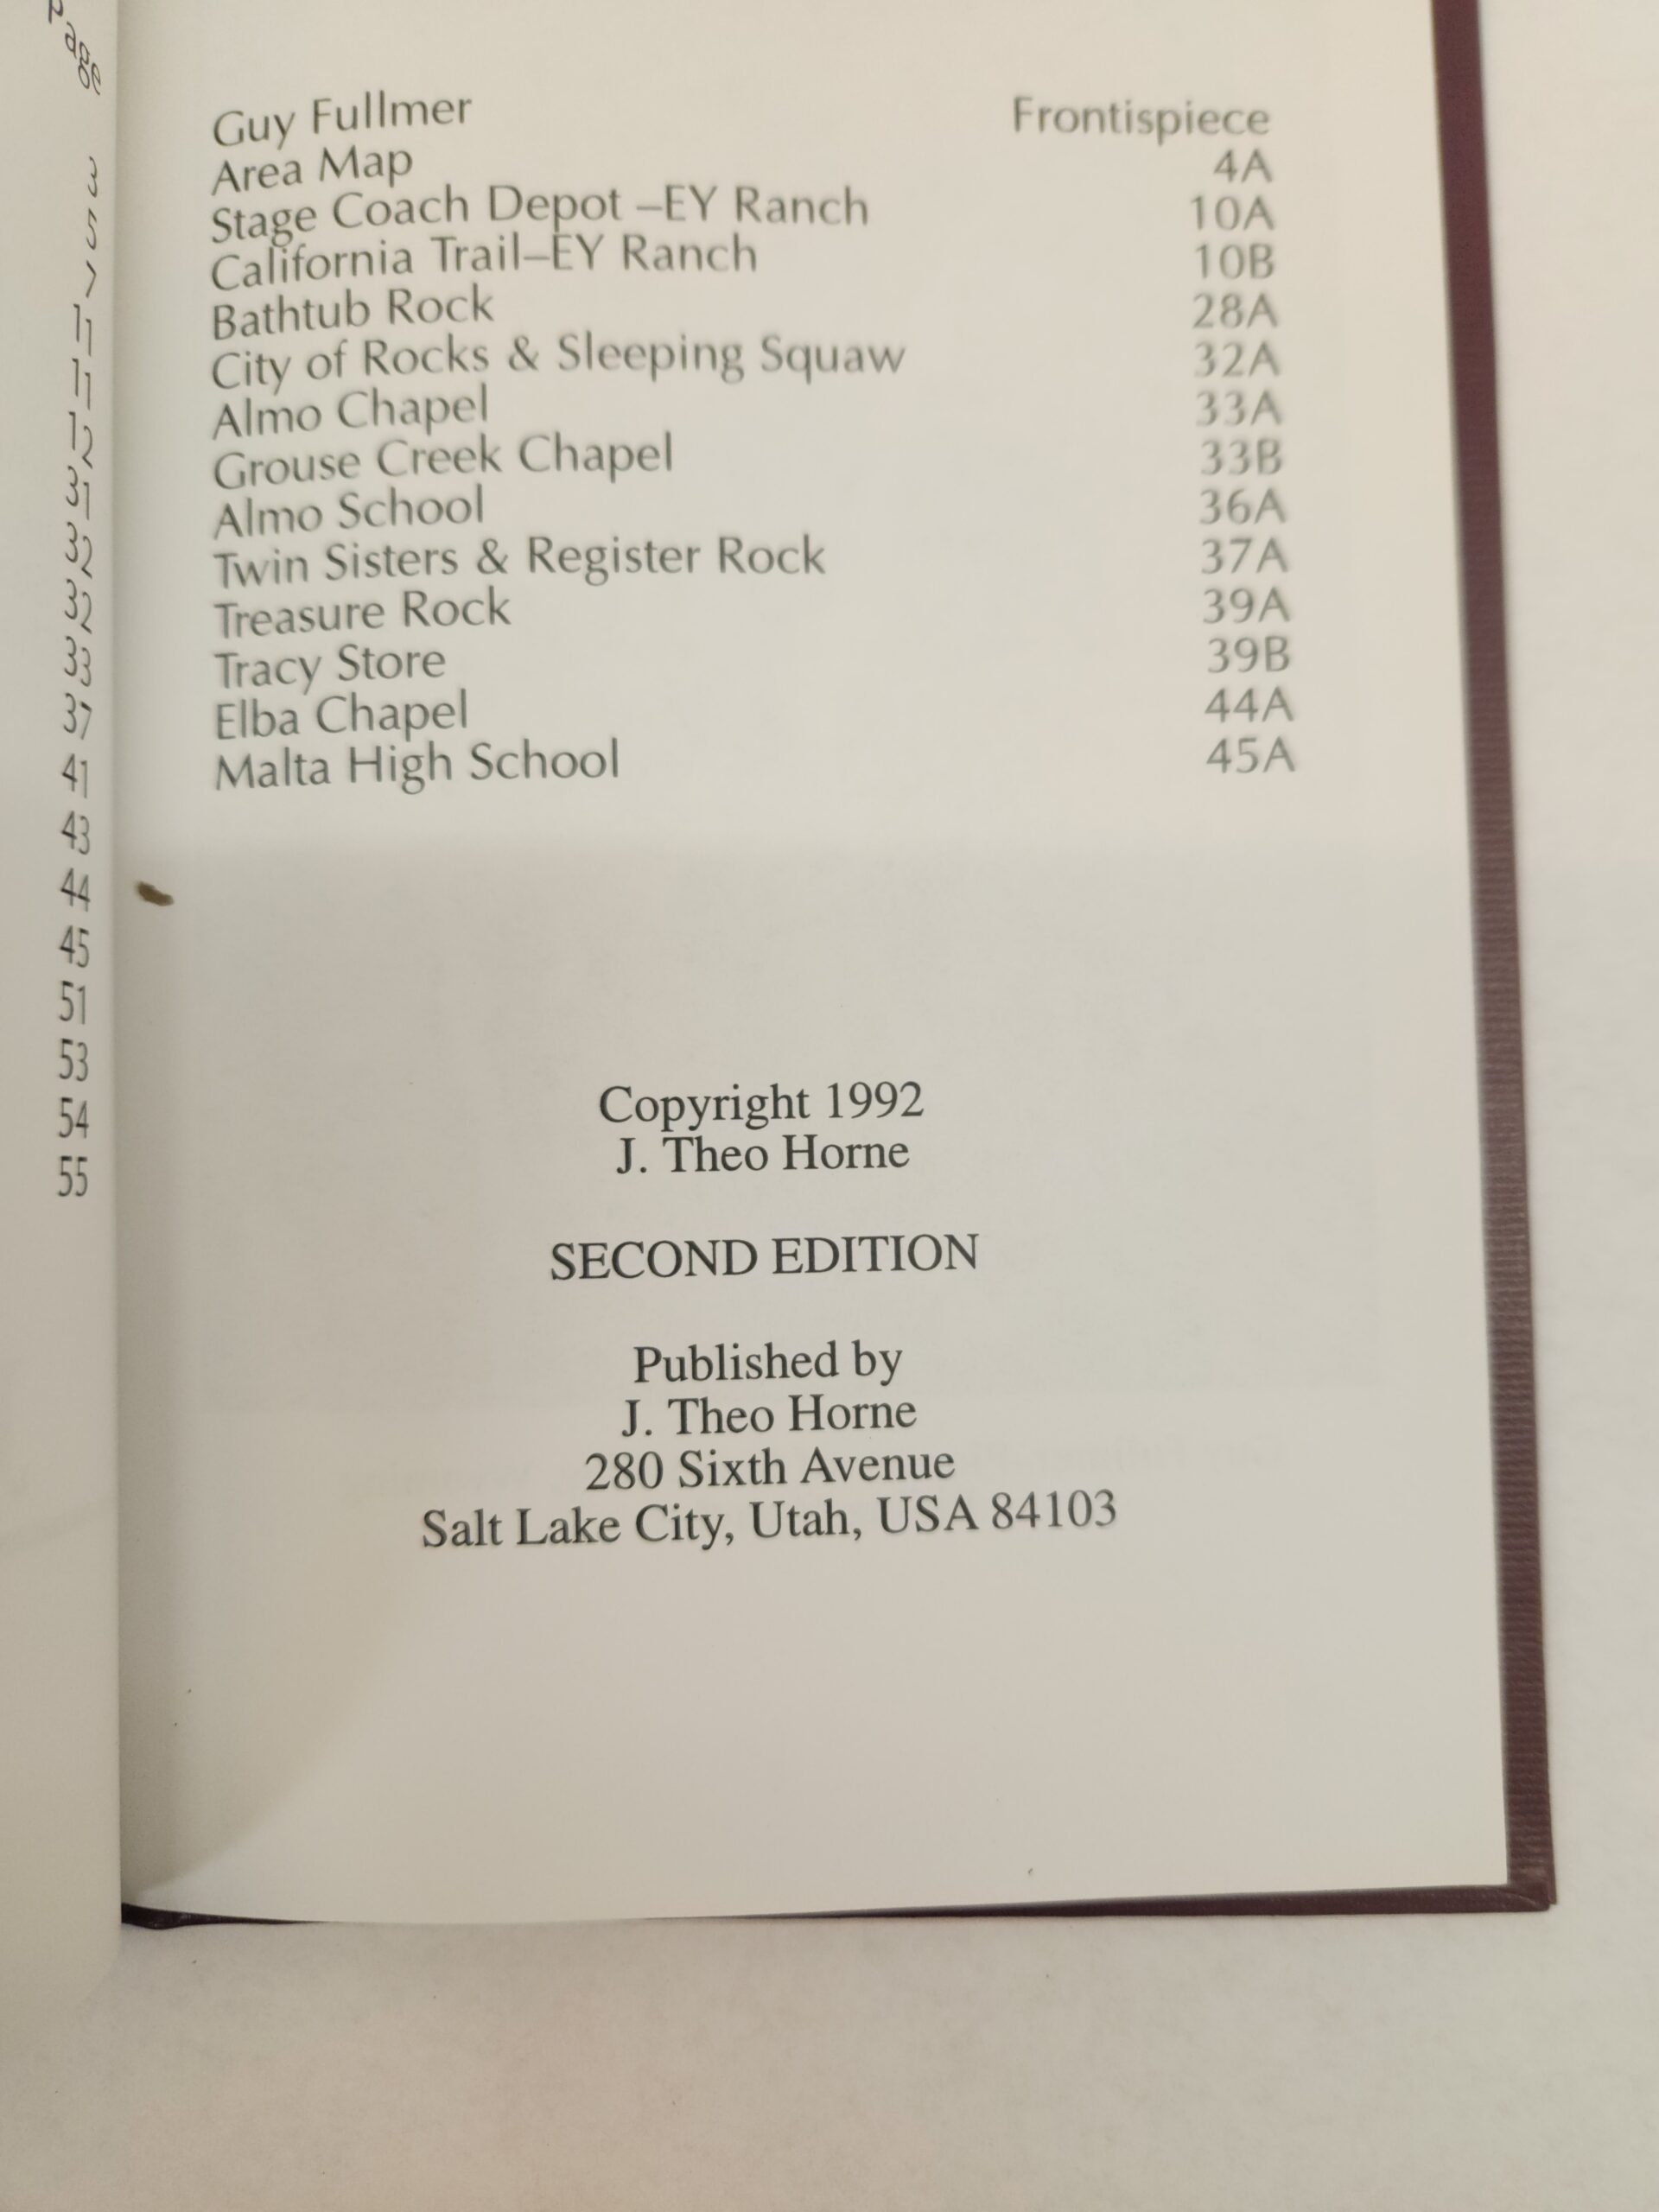 Page
3
5
7
11
11
12
31
32
32
33
37
41
43
44
45
51
53
54
55
Guy Fullmer Frontispiece
Area Map 4A
Stage Coach Depot –EY Ranch 10A
California Trail–EY Ranch 10B
Bathtub Rock 28A
City of Rocks & Sleeping Squaw 32A
Almo Chapel 33A
Grouse Creek Chapel 33B
Almo School 36A
Twin Sisters & Register Rock 37A
Treasure Rock 39A
Tracy Store 39B
Elba Chapel 44A
Malta High School 45A
Copyright 1992
J. Theo Horne
SECOND EDITION
Published by
J. Theo Horne
280 Sixth Avenue
Salt Lake City, Utah, USA 84103